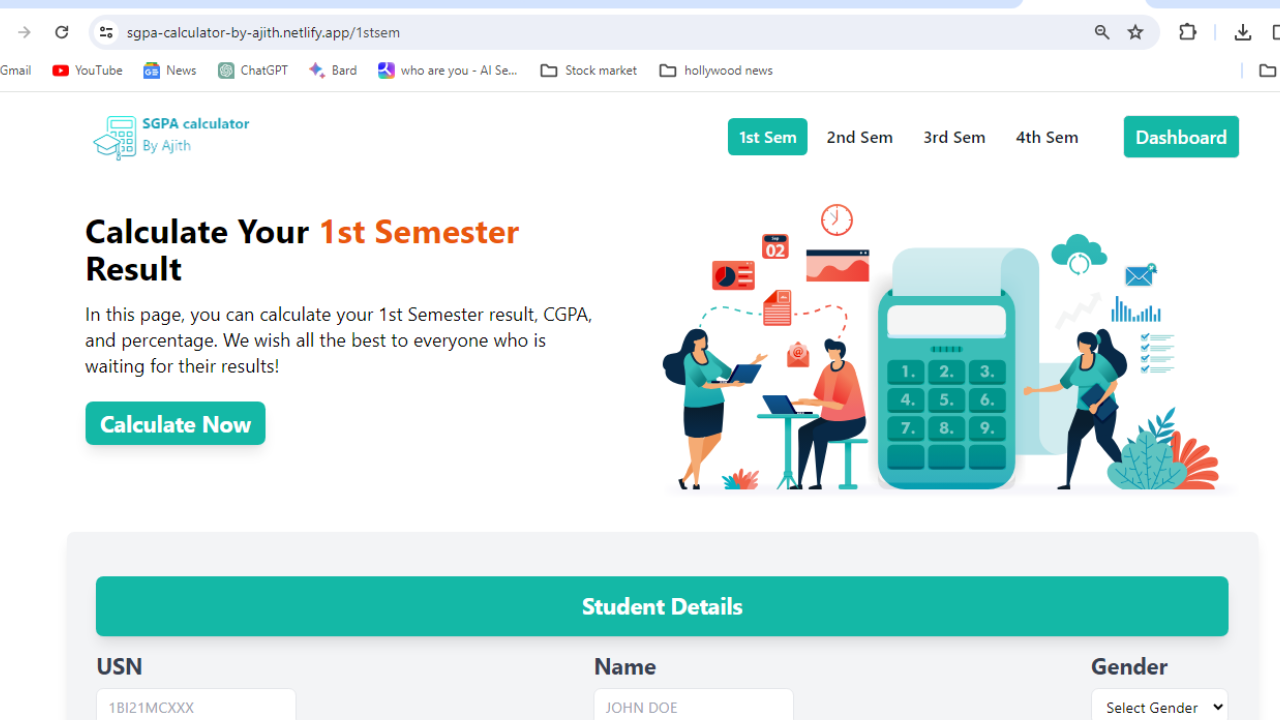 sgpa-calculator-by-ajith.netlify.app/1stsem
Gmail YouTube News ChatGPT Bard who are you - AI Se... Stock market hollywood news
SGPA calculator
By Ajith
1st Sem 2nd Sem 3rd Sem 4th Sem Dashboard
Calculate Your 1st Semester
Result
In this page, you can calculate your 1st Semester result, CGPA,
and percentage. We wish all the best to everyone who is
waiting for their results!
Calculate Now
02
@
1. 2. 3.
4. 5. 6.
7. 8. 9.
Student Details
USN Name Gender
1BI21MCXXX JOHN DOE Select Gender